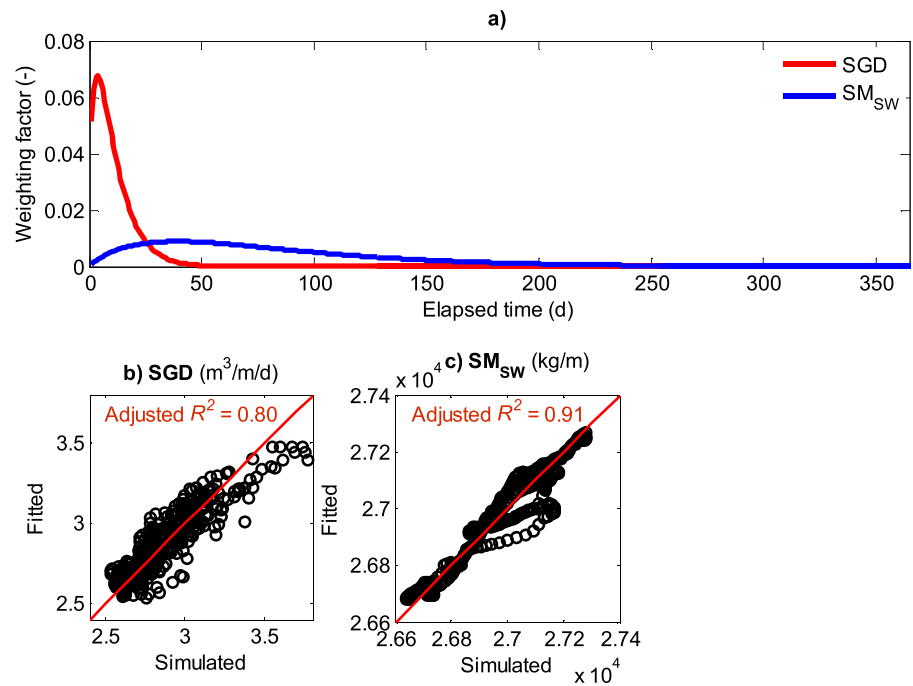 a)
Weighting factor (-)
0.08
0.06
0.04
0.02
0
SGD
SM_SW
0 50 100 150 200 250 300 350
Elapsed time (d)
b) SGD (m³/m/d)
Adjusted R² = 0.80
Fitted
3.5
3
2.5
2.5 3 3.5
Simulated
x 10⁴
c) SM_SW (kg/m)
Adjusted R² = 0.91
Fitted
2.74
2.72
2.7
2.68
2.66
2.66 2.68 2.7 2.72 2.74
Simulated
x 10⁴